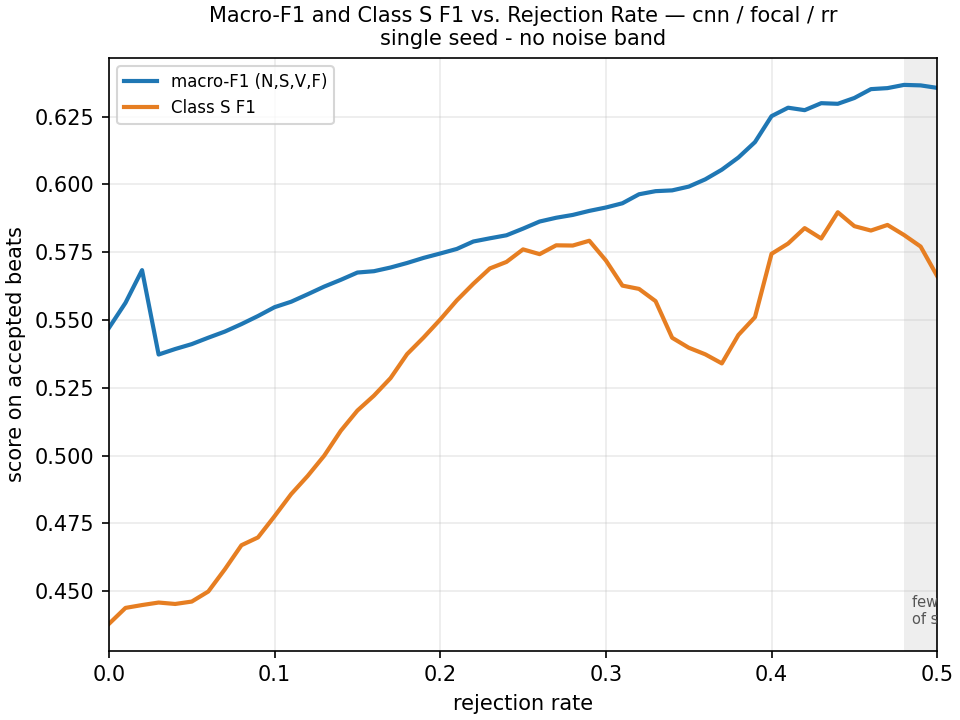 Macro-F1 and Class S F1 vs. Rejection Rate — cnn / focal / rr
single seed - no noise band
macro-F1 (N,S,V,F)
Class S F1
score on accepted beats
0.625
0.600
0.575
0.550
0.525
0.500
0.475
0.450
few
of s
0.0 0.1 0.2 0.3 0.4 0.5
rejection rate